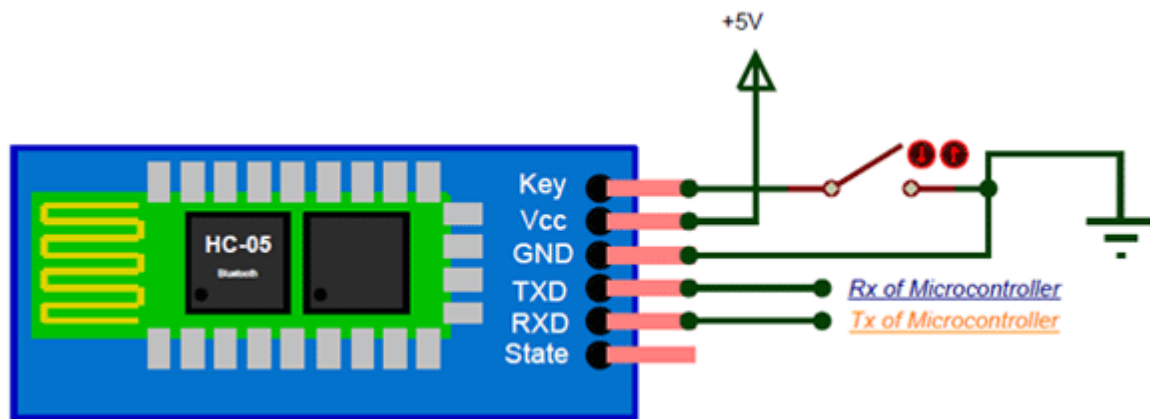 +5V
Key
Vcc
GND
TXD
RXD
State
HC-05
Bluetooth
Rx of Microcontroller
Tx of Microcontroller